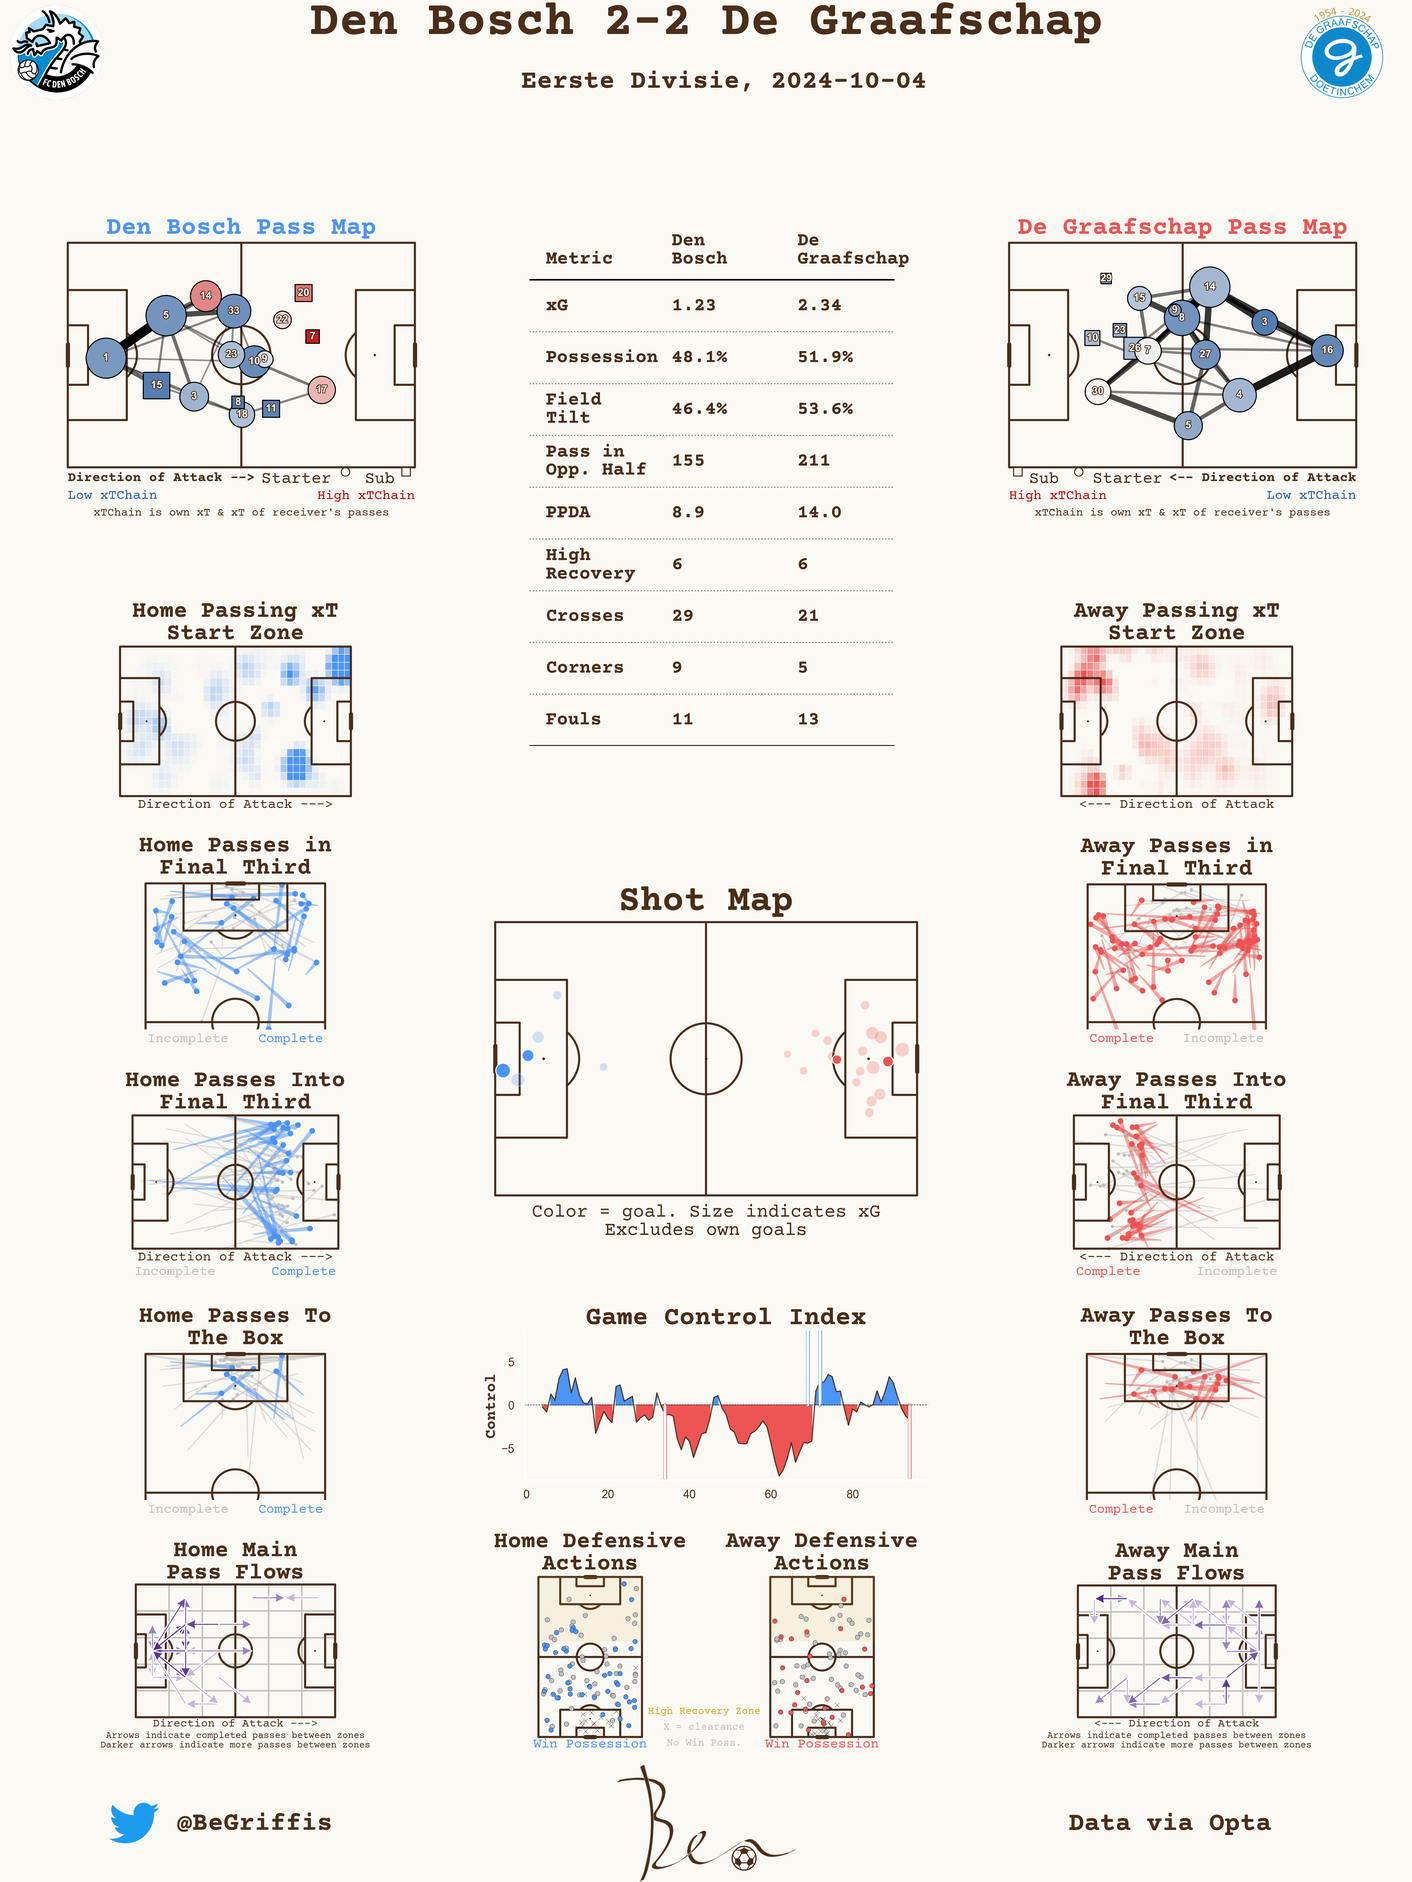 Den Bosch 2-2 De Graafschap
Eerste Divisie, 2024-10-04
FC DEN BOSCH
1954 - 2024
DE GRAAFSCHAP
DOETINCHEM
Den Bosch Pass Map
14
20
5
33
22
7
1
23
10
9
15
3
17
8
11
18
Direction of Attack --> Starter Sub
Low xTChain High xTChain
xTChain is own xT & xT of receiver's passes
Metric Den Bosch De Graafschap
xG 1.23 2.34
Possession 48.1% 51.9%
Field Tilt 46.4% 53.6%
Pass in Opp. Half 155 211
PPDA 8.9 14.0
High Recovery 6 6
Crosses 29 21
Corners 9 5
Fouls 11 13
De Graafschap Pass Map
29
15
14
9
8
3
23
10
26
7
27
16
30
4
5
Sub Starter <-- Direction of Attack
High xTChain Low xTChain
xTChain is own xT & xT of receiver's passes
Home Passing xT
Start Zone
Direction of Attack --->
Away Passing xT
Start Zone
<--- Direction of Attack
Home Passes in
Final Third
Incomplete Complete
Away Passes in
Final Third
Complete Incomplete
Shot Map
Color = goal. Size indicates xG
Excludes own goals
Home Passes Into
Final Third
Direction of Attack --->
Incomplete Complete
Away Passes Into
Final Third
<--- Direction of Attack
Complete Incomplete
Home Passes To
The Box
Incomplete Complete
Game Control Index
Control
5
0
−5
0 20 40 60 80
Away Passes To
The Box
Complete Incomplete
Home Main
Pass Flows
Direction of Attack --->
Arrows indicate completed passes between zones
Darker arrows indicate more passes between zones
Home Defensive
Actions
Win Possession
High Recovery Zone
X = clearance
No Win Poss.
Away Defensive
Actions
Win Possession
Away Main
Pass Flows
<--- Direction of Attack
Arrows indicate completed passes between zones
Darker arrows indicate more passes between zones
@BeGriffis
Ben
Data via Opta